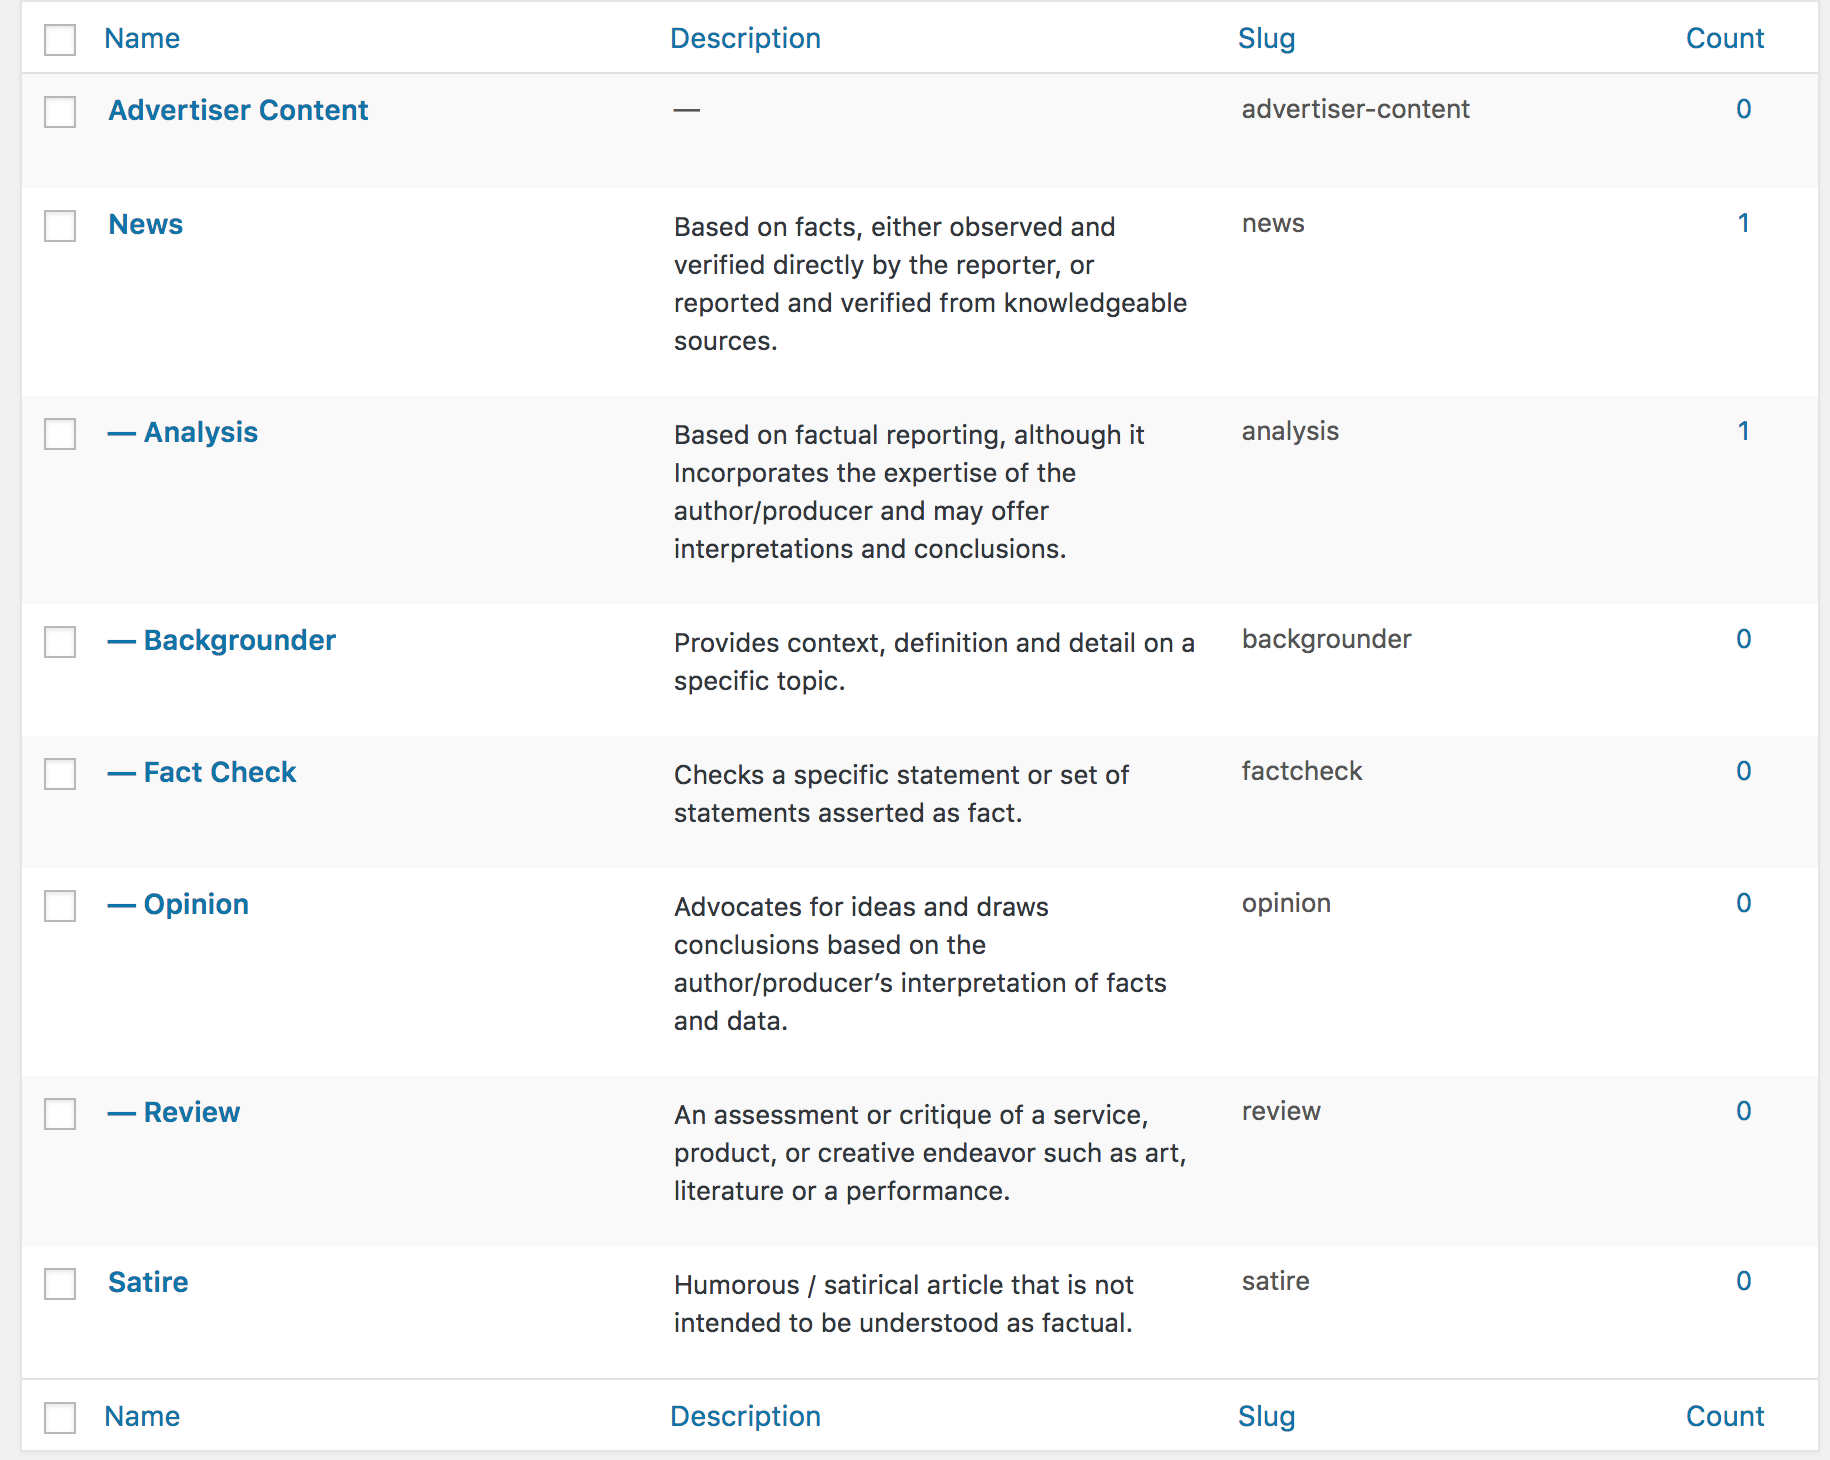 Name Description Slug Count
Advertiser Content — advertiser-content 0
News Based on facts, either observed and news 1
verified directly by the reporter, or
reported and verified from knowledgeable
sources.
— Analysis Based on factual reporting, although it analysis 1
Incorporates the expertise of the
author/producer and may offer
interpretations and conclusions.
— Backgrounder Provides context, definition and detail on a backgrounder 0
specific topic.
— Fact Check Checks a specific statement or set of factcheck 0
statements asserted as fact.
— Opinion Advocates for ideas and draws opinion 0
conclusions based on the
author/producer’s interpretation of facts
and data.
— Review An assessment or critique of a service, review 0
product, or creative endeavor such as art,
literature or a performance.
Satire Humorous / satirical article that is not satire 0
intended to be understood as factual.
Name Description Slug Count